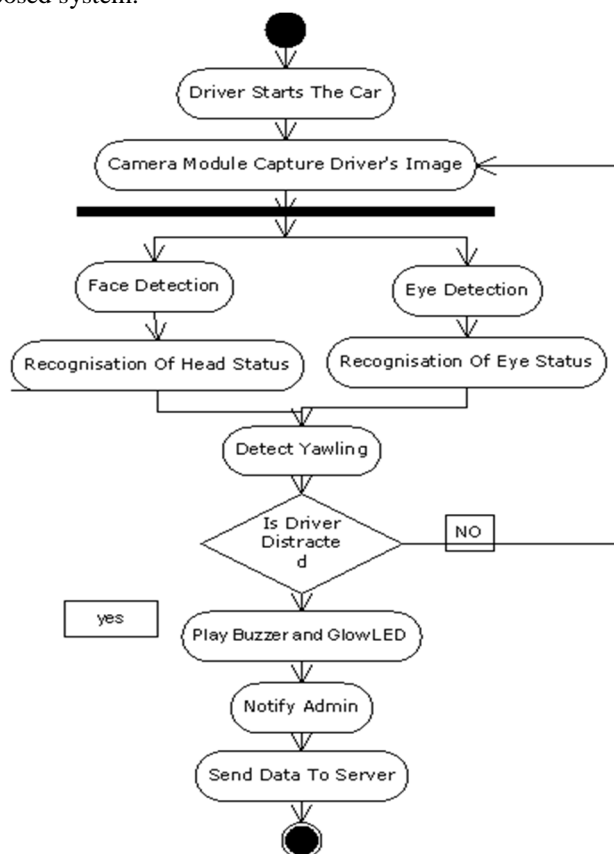 posed system.
Driver Starts The Car
Camera Module Capture Driver's Image
Face Detection
Eye Detection
Recognisation Of Head Status
Recognisation Of Eye Status
Detect Yawling
Is Driver
Distracte
d
NO
yes
Play Buzzer and GlowLED
Notify Admin
Send Data To Server